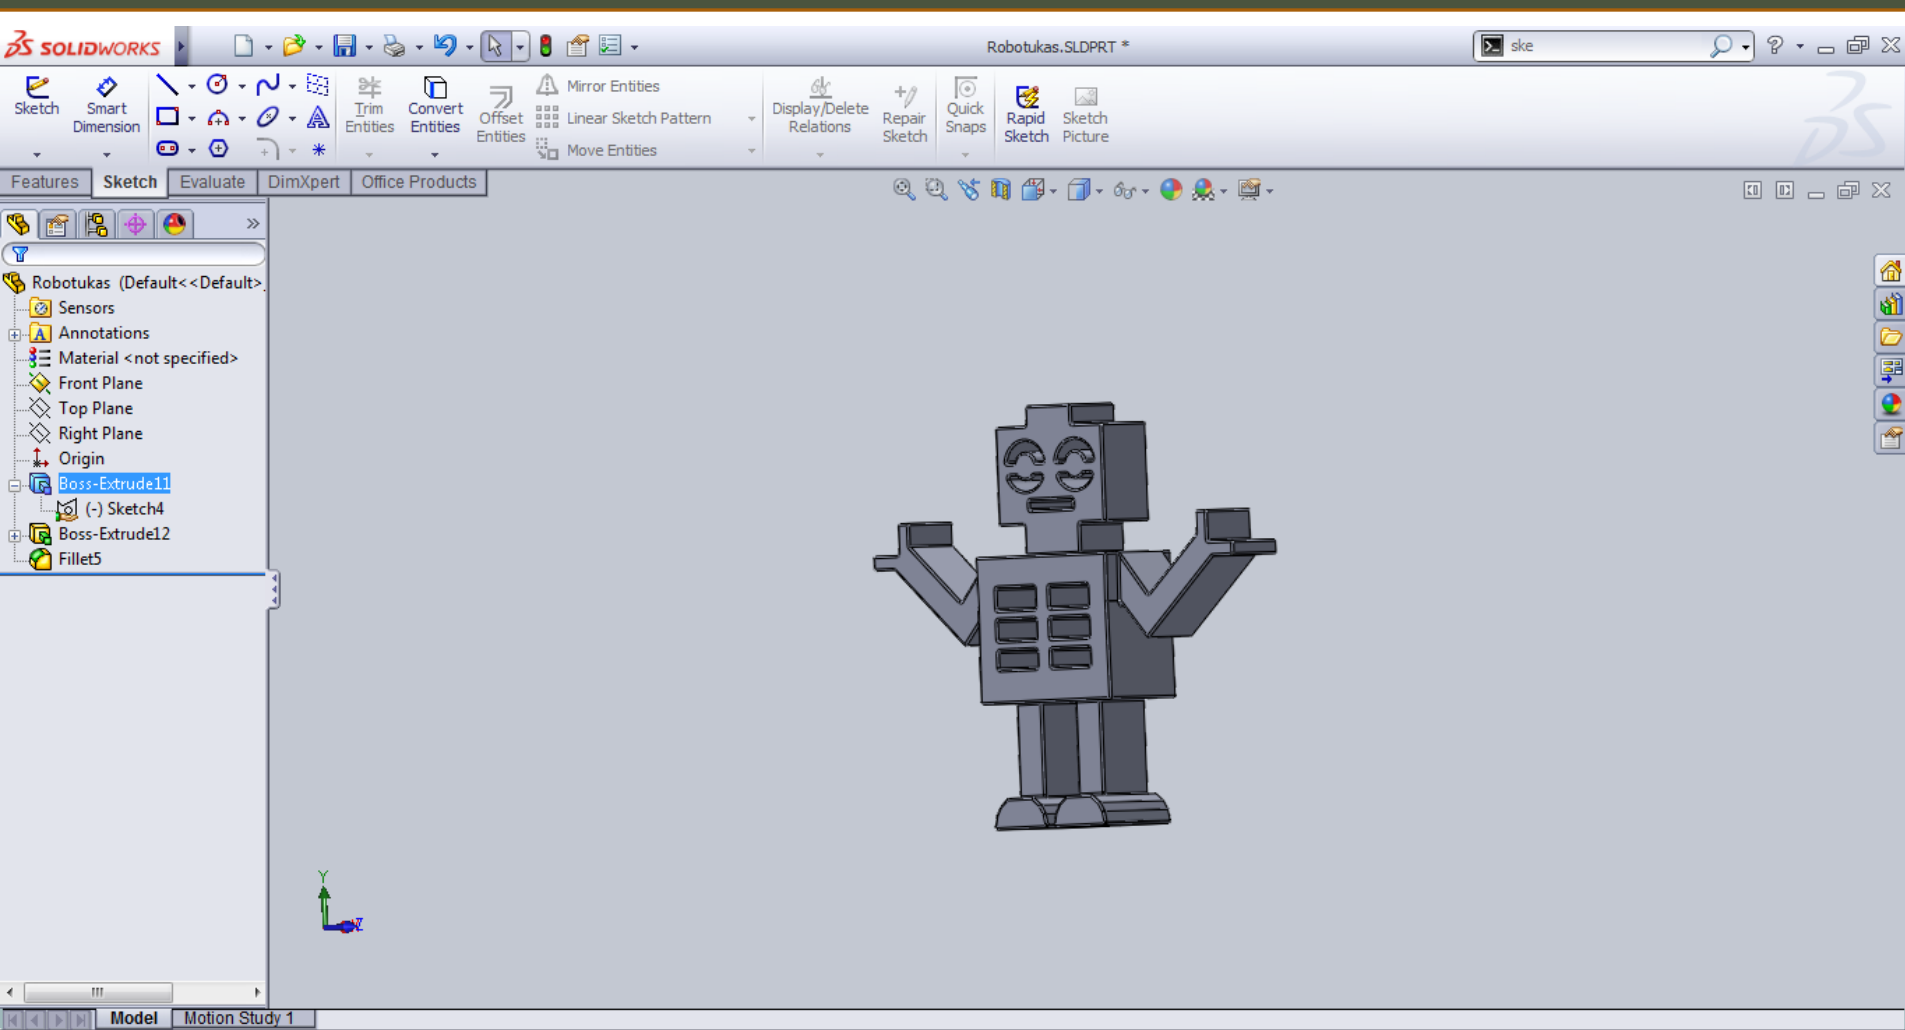 SOLIDWORKS
Robotukas.SLDPRT *
ske
Sketch
Smart
Dimension
Trim
Entities
Convert
Entities
Offset
Entities
Mirror Entities
Linear Sketch Pattern
Move Entities
Display/Delete
Relations
Repair
Sketch
Quick
Snaps
Rapid
Sketch
Sketch
Picture
Features
Sketch
Evaluate
DimXpert
Office Products
Robotukas (Default<<Default>
Sensors
Annotations
Material <not specified>
Front Plane
Top Plane
Right Plane
Origin
Boss-Extrude11
(-) Sketch4
Boss-Extrude12
Fillet5
Y
Z
Model
Motion Study 1